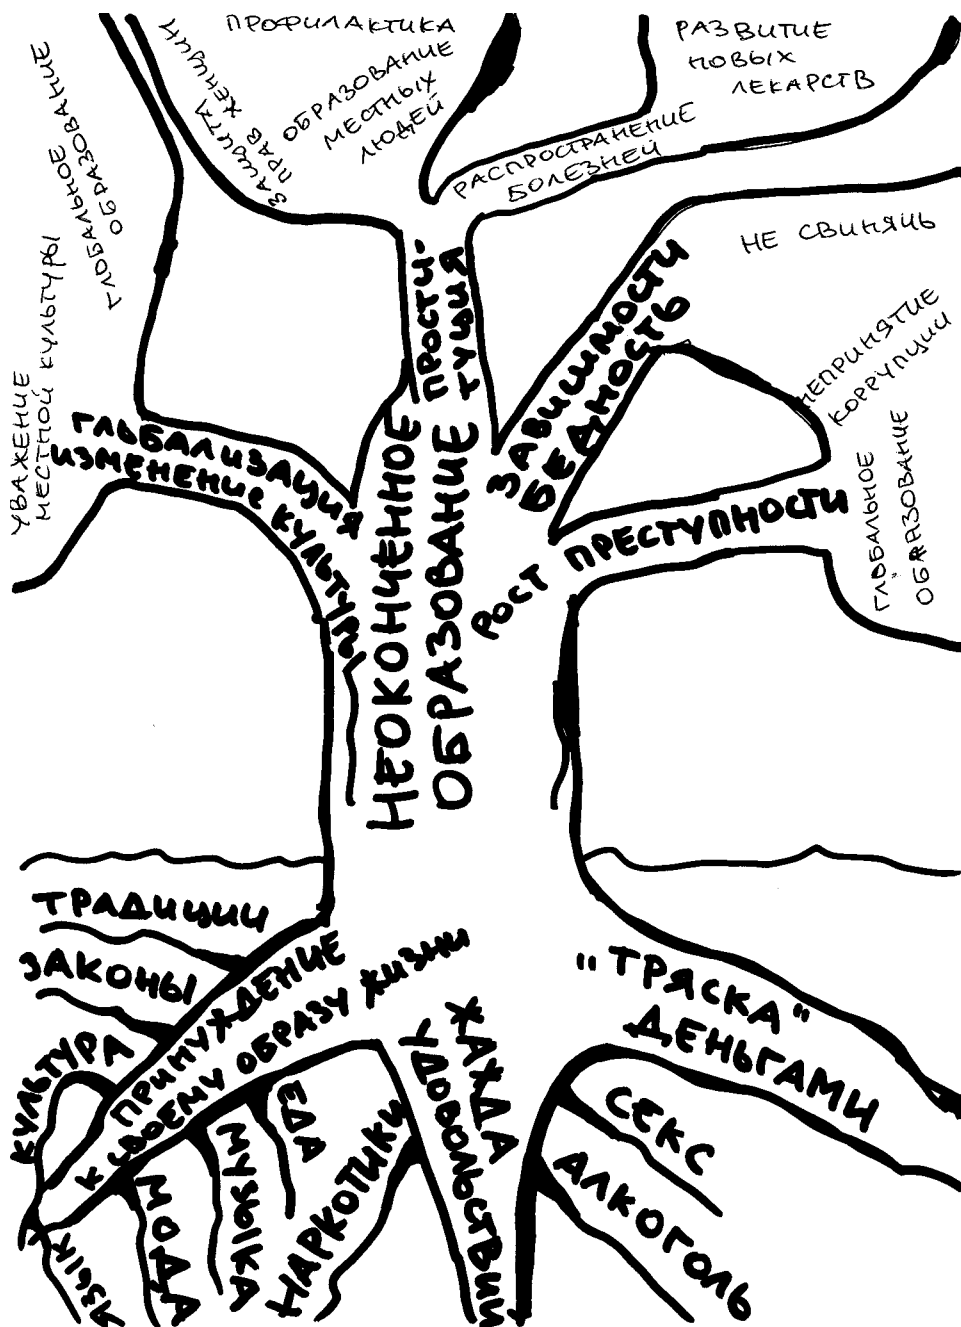 ПРОФИЛАКТИКА
ЗАЩИТА
ПРАВ ЖЕНЩИН
ОБРАЗОВАНИЕ
МЕСТНЫХ
ЛЮДЕЙ
РАЗВИТИЕ
НОВЫХ
ЛЕКАРСТВ
РАСПРОСТРАНЕНИЕ
БОЛЕЗНЕЙ
ГЛОБАЛЬНОЕ
ОБРАЗОВАНИЕ
УВАЖЕНИЕ
МЕСТНОЙ КУЛЬТУРЫ
НЕ СВИНЯЧЬ
НЕПРИНЯТИЕ
КОРРУПЦИИ
ГЛОБАЛЬНОЕ
ОБРАЗОВАНИЕ
ПРОСТИ-
ТУЦИЯ
ЗАВИСИМОСТИ
БЕДНОСТЬ
ГЛОБАЛИЗАЦИЯ
ИЗМЕНЕНИЕ КУЛЬТУРЫ
РОСТ ПРЕСТУПНОСТИ
НЕОКОНЧЕННОЕ
ОБРАЗОВАНИЕ
ТРАДИЦИИ
ЗАКОНЫ
КУЛЬТУРА
ПРИНУЖДЕНИЕ
К СВОЕМУ ОБРАЗУ ЖИЗНИ
ЯЗЫК
МОДА
МУЗЫКА
ЕДА
НАРКОТИКИ
ЖАЖДА
УДОВОЛЬСТВИЙ
"ТРЯСКА"
ДЕНЬГАМИ
СЕКС
АЛКОГОЛЬ